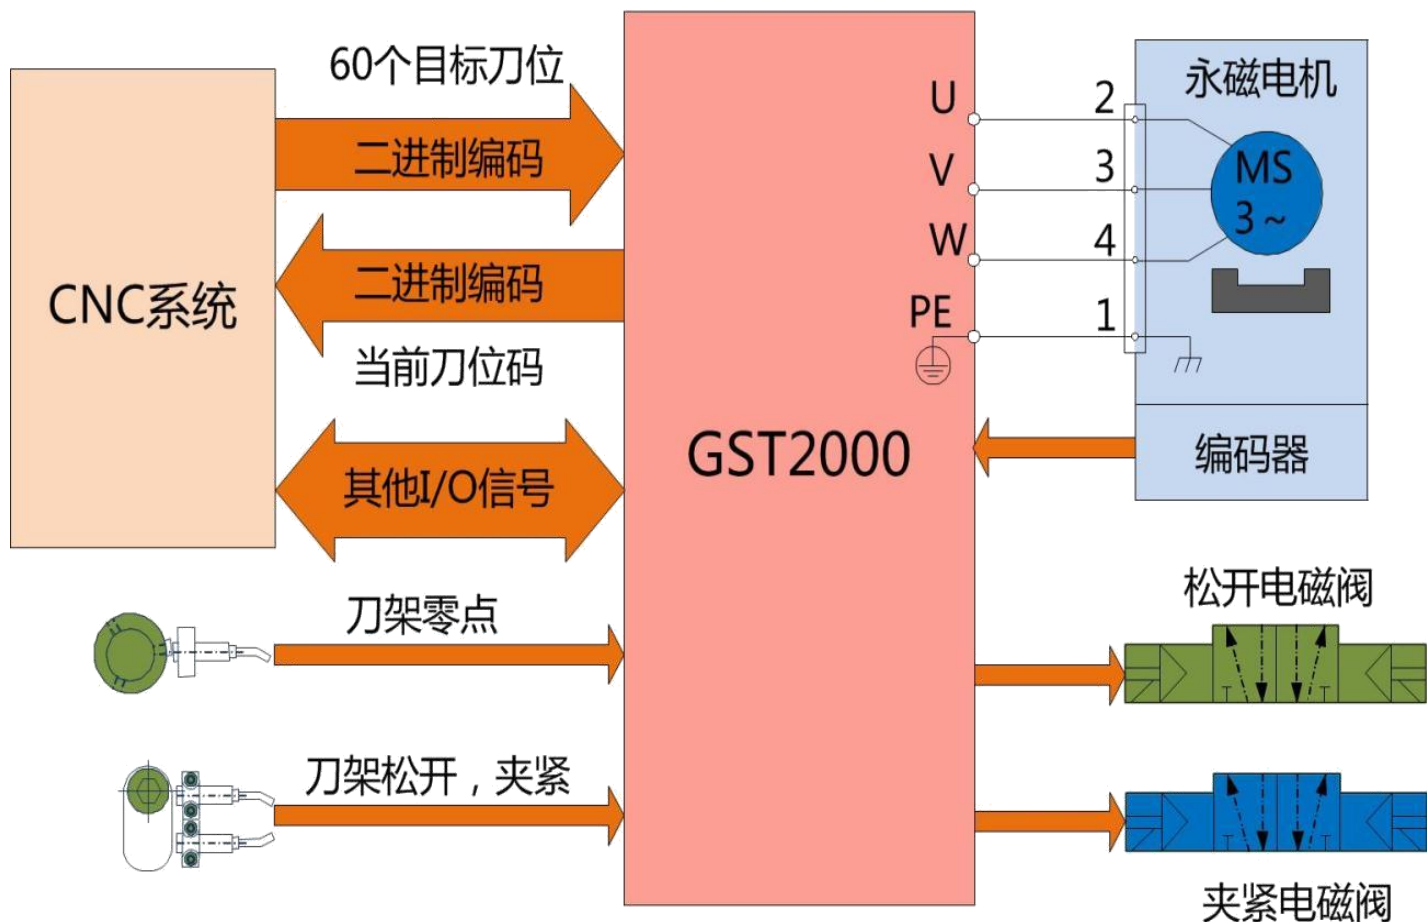 60个目标刀位
二进制编码
二进制编码
当前刀位码
CNC系统
其他I/O信号
刀架零点
刀架松开，夹紧
GST2000
U
V
W
PE
2
3
4
1
永磁电机
MS
3～
编码器
松开电磁阀
夹紧电磁阀